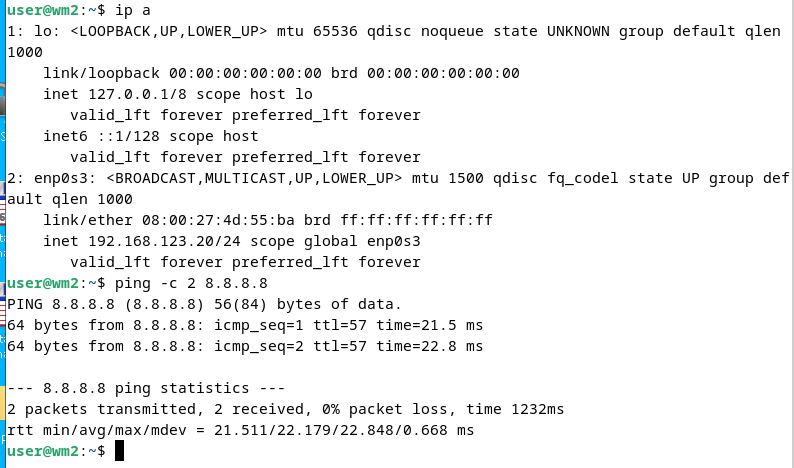 user@wm2:~$ ip a
1: lo: <LOOPBACK,UP,LOWER_UP> mtu 65536 qdisc noqueue state UNKNOWN group default qlen
1000
    link/loopback 00:00:00:00:00:00 brd 00:00:00:00:00:00
    inet 127.0.0.1/8 scope host lo
       valid_lft forever preferred_lft forever
    inet6 ::1/128 scope host
       valid_lft forever preferred_lft forever
2: enp0s3: <BROADCAST,MULTICAST,UP,LOWER_UP> mtu 1500 qdisc fq_codel state UP group def
ault qlen 1000
    link/ether 08:00:27:4d:55:ba brd ff:ff:ff:ff:ff:ff
    inet 192.168.123.20/24 scope global enp0s3
       valid_lft forever preferred_lft forever
user@wm2:~$ ping -c 2 8.8.8.8
PING 8.8.8.8 (8.8.8.8) 56(84) bytes of data.
64 bytes from 8.8.8.8: icmp_seq=1 ttl=57 time=21.5 ms
64 bytes from 8.8.8.8: icmp_seq=2 ttl=57 time=22.8 ms

--- 8.8.8.8 ping statistics ---
2 packets transmitted, 2 received, 0% packet loss, time 1232ms
rtt min/avg/max/mdev = 21.511/22.179/22.848/0.668 ms
user@wm2:~$